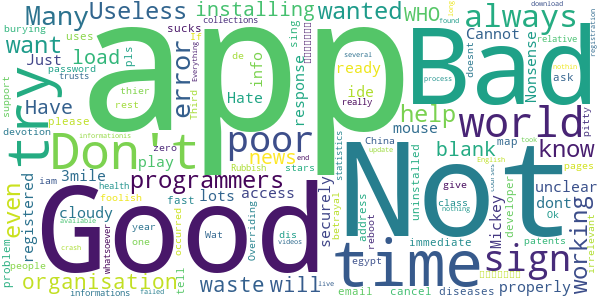 Many
Useless
installing
wanted
WHO
always
app
Bad
want
Just
load
error
try
Have
Don't
poor
Hate
info
response
ready
ide
help
mouse
Nonsense
Cannot
ask
world
know
news
play
programmers
3mile
blank
Good
Not
time
sign
working
even
registered
cloudy
foolish
fast
lots
access
securely
uninstalled
map
unclear
dont
Mickey
developer
organisation
waste
will
properly
problem
people
tell
email
cancel
diseases
immediate
address
reboot
egypt
China
statistics
betrayal
Overriding
occurred
year
one
Wat
dis
videos
stars
Rubbish
zero
please
iam
health
devotion
support
burying
uses
password
trusts
thier
rest
sucks
pls
if
collections
Everything
Third
de
sing
several
really
end
process
update
English
give
class
nothing
available
crash
whatsoever
informations
failed
informationis
live
Ok
patents
irrelevant
pages
pitty
relative
doesnt
found
took
download
registration